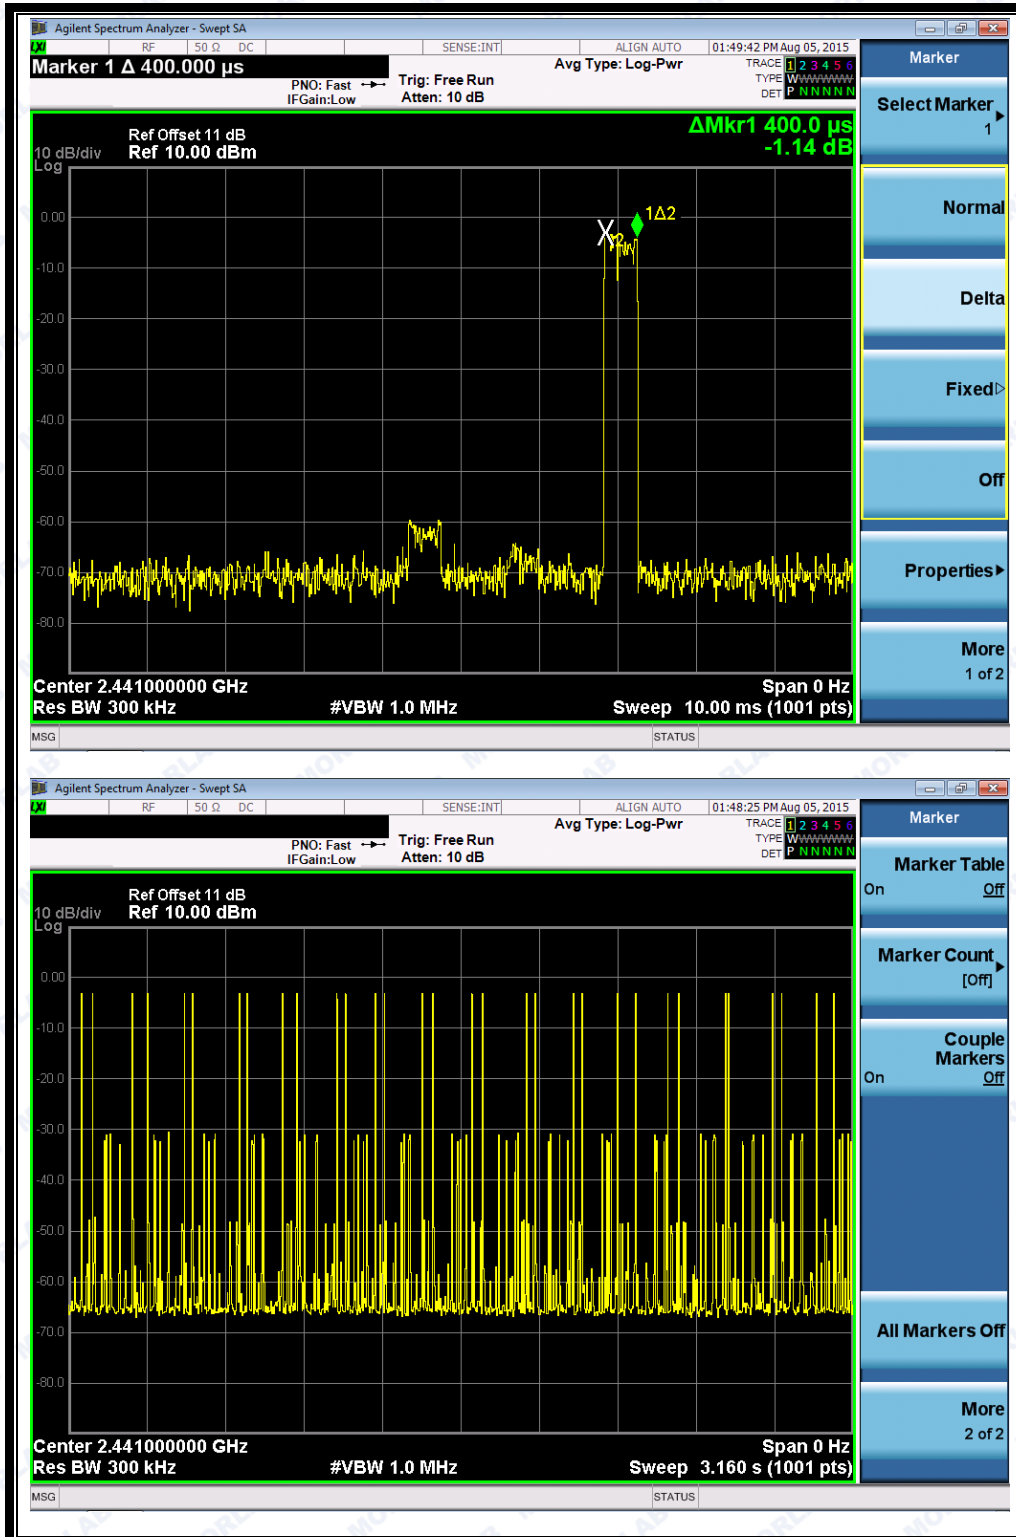 Agilent Spectrum Analyzer - Swept SA
LXI RF 50 Ω DC SENSE:INT ALIGN AUTO 01:49:42 PM Aug 05, 2015
Marker 1 Δ 400.000 μs
PNO: Fast
IFGain:Low
Trig: Free Run
Atten: 10 dB
Avg Type: Log-Pwr
TRACE 1 2 3 4 5 6
TYPE WWWWWW
DET P N N N N N
ΔMkr1 400.0 μs
-1.14 dB
Ref Offset 11 dB
10 dB/div Ref 10.00 dBm
Log
0.00
-10.0
-20.0
-30.0
-40.0
-50.0
-60.0
-70.0
-80.0
1Δ2
X2
Center 2.441000000 GHz Span 0 Hz
Res BW 300 kHz #VBW 1.0 MHz Sweep 10.00 ms (1001 pts)
MSG STATUS
Marker
Select Marker
1
Normal
Delta
Fixed
Off
Properties
More
1 of 2
Agilent Spectrum Analyzer - Swept SA
LXI RF 50 Ω DC SENSE:INT ALIGN AUTO 01:48:25 PM Aug 05, 2015
PNO: Fast
IFGain:Low
Trig: Free Run
Atten: 10 dB
Avg Type: Log-Pwr
TRACE 1 2 3 4 5 6
TYPE WWWWWW
DET P N N N N N
Ref Offset 11 dB
10 dB/div Ref 10.00 dBm
Log
0.00
-10.0
-20.0
-30.0
-40.0
-50.0
-60.0
-70.0
-80.0
Center 2.441000000 GHz Span 0 Hz
Res BW 300 kHz #VBW 1.0 MHz Sweep 3.160 s (1001 pts)
MSG STATUS
Marker
Marker Table
On Off
Marker Count
[Off]
Couple
Markers
On Off
All Markers Off
More
2 of 2